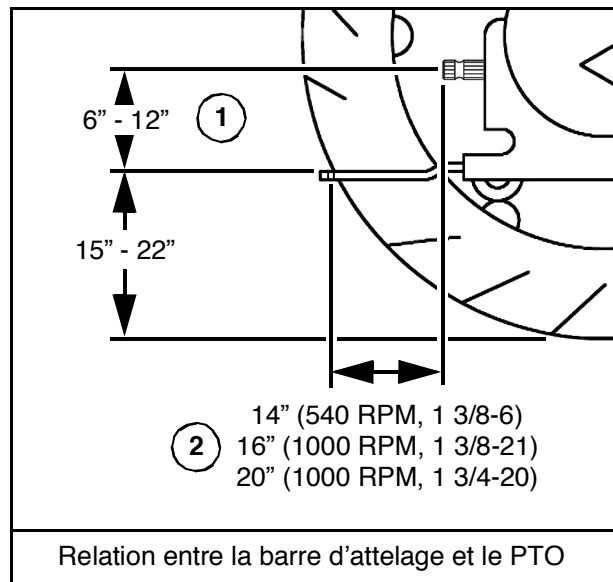 6” - 12”
1
15” - 22”
14” (540 RPM, 1 3/8-6)
2
16” (1000 RPM, 1 3/8-21)
20” (1000 RPM, 1 3/4-20)
Relation entre la barre d’attelage et le PTO